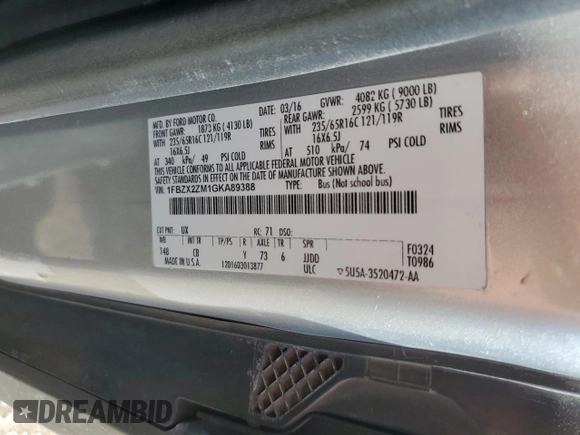 MFD. BY FORD MOTOR CO.
DATE: 03/16 GVWR: 4082 KG ( 9000 LB)
FRONT GAWR: 1873 KG ( 4130 LB) REAR GAWR: 2599 KG ( 5730 LB)
235/65R16C 121/119R TIRES 235/65R16C 121/119R TIRES
16X6.5J RIMS 16X6.5J RIMS
AT 340 kPa/ 49 PSI COLD AT 510 kPa/ 74 PSI COLD
THIS VEHICLE CONFORMS TO ALL APPLICABLE FEDERAL MOTOR VEHICLE
SAFETY STANDARDS IN EFFECT ON THE DATE OF MANUFACTURE SHOWN ABOVE.
VIN: 1FBZX2ZM1GKA89388 TYPE: Bus (Not schoolbus)
EXT PNT: UX RC: 71 DSO:
WB INT TR TP/PS R AXLE TR SPR
148 CB Y 73 6 JJDD F0324
MADE IN U.S.A. 1201603013877 ULC T0986
▽5U5A-3520472-AA
DREAMBID